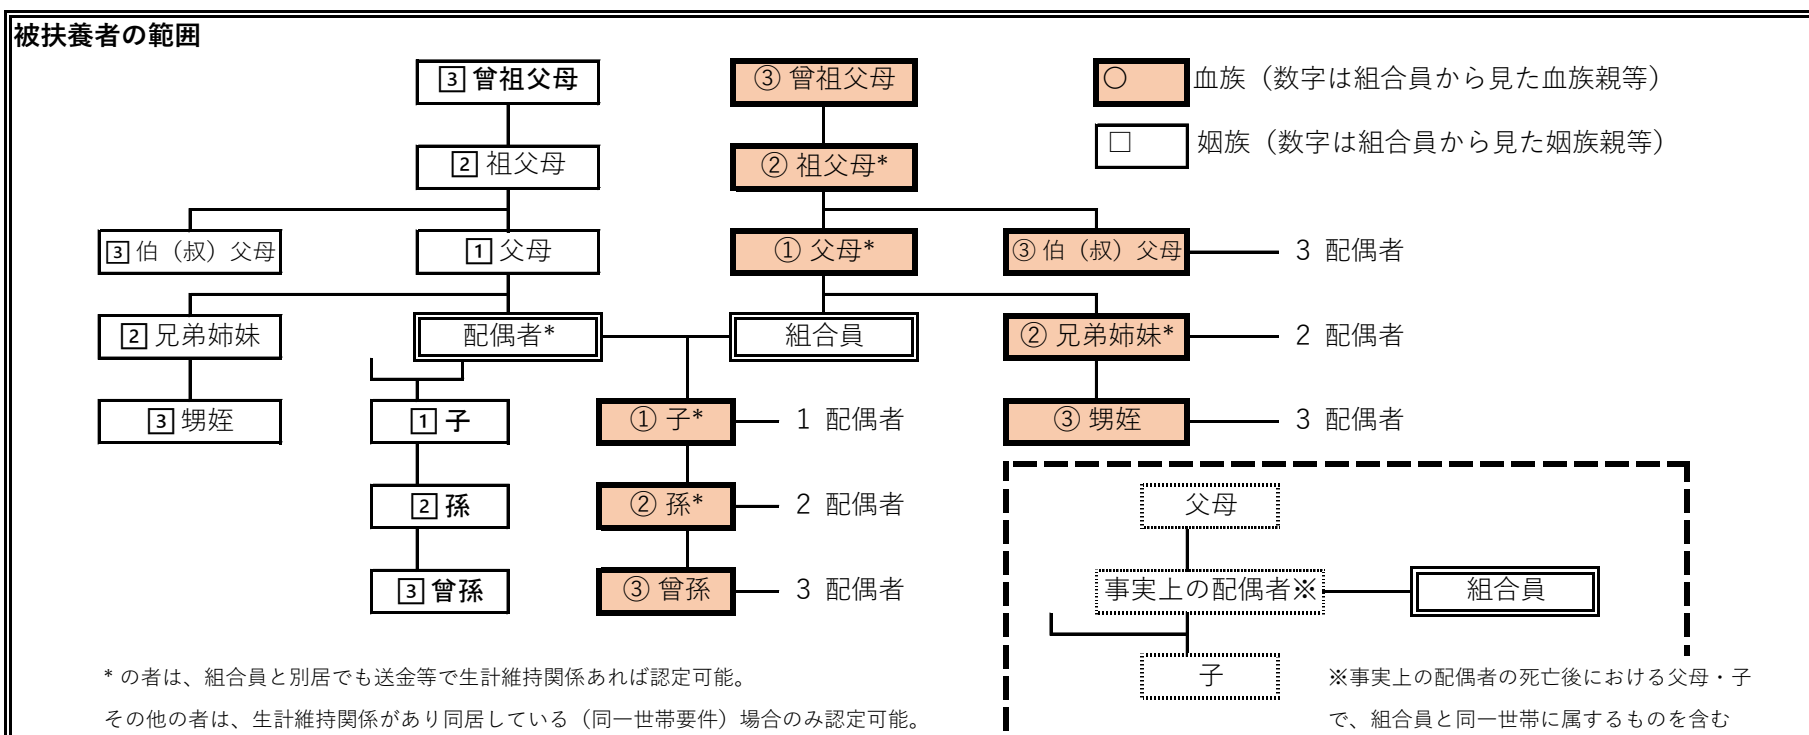 被扶養者の範囲
3 曾祖父母
③ 曾祖父母
○ 血族（数字は組合員から見た血族親等）
2 祖父母
② 祖父母*
□ 姻族（数字は組合員から見た姻族親等）
3 伯（叔）父母
1 父母
① 父母*
③ 伯（叔）父母
3 配偶者
2 兄弟姉妹
配偶者*
組合員
② 兄弟姉妹*
2 配偶者
3 甥姪
1 子
① 子*
1 配偶者
③ 甥姪
3 配偶者
2 孫
② 孫*
2 配偶者
父母
3 曾孫
③ 曾孫
3 配偶者
事実上の配偶者※
組合員
子
* の者は、組合員と別居でも送金等で生計維持関係あれば認定可能。
その他の者は、生計維持関係があり同居している（同一世帯要件）場合のみ認定可能。
※事実上の配偶者の死亡後における父母・子
で、組合員と同一世帯に属するものを含む